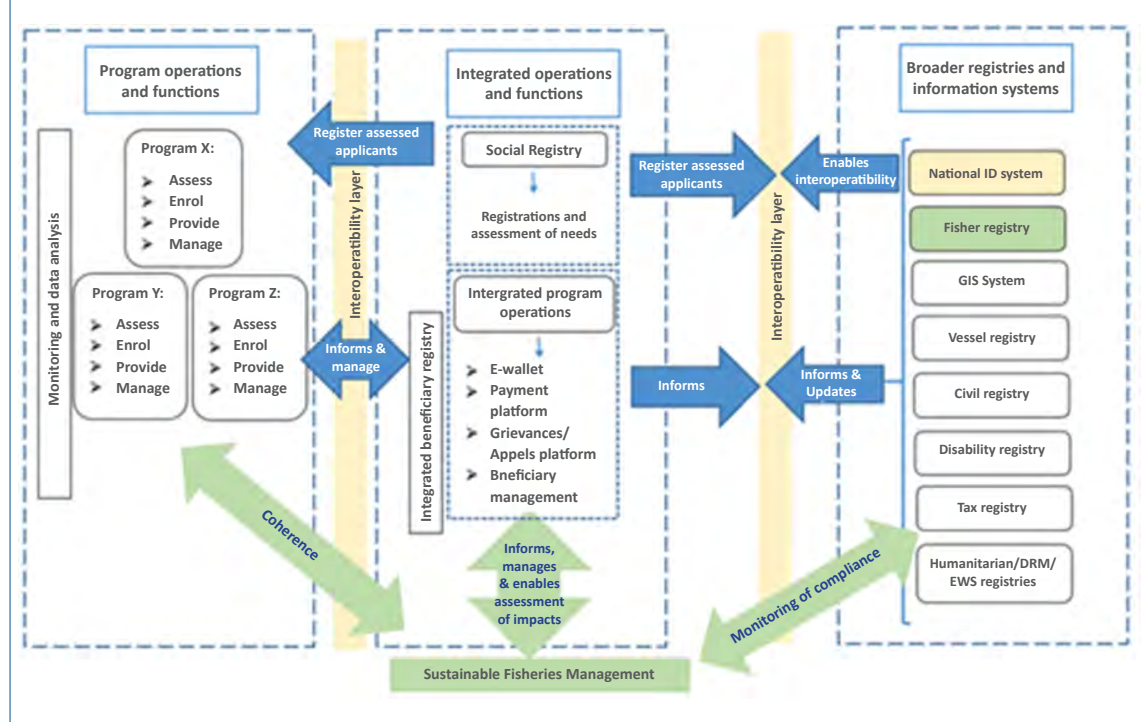 Program operations
and functions
Monitoring and data analysis
Program X:
➤ Assess
➤ Enrol
➤ Provide
➤ Manage
Program Y:
➤ Assess
➤ Enrol
➤ Provide
➤ Manage
Program Z:
➤ Assess
➤ Enrol
➤ Provide
➤ Manage
Register assessed
applicants
Interoperatibility layer
Informs &
manage
Integrated operations
and functions
Social Registry
Registrations and
assessment of needs
Integrated beneficiary registry
Intergrated program
operations
➤ E-wallet
➤ Payment
platform
➤ Grievances/
Appels platform
➤ Bneficiary
management
Register assessed
applicants
Informs
Interoperatibility layer
Enables
interoperatibility
Informs &
Updates
Broader registries and
information systems
National ID system
Fisher registry
GIS System
Vessel registry
Civil registry
Disability registry
Tax registry
Humanitarian/DRM/
EWS registries
Coherence
Informs,
manages
& enables
assessment
of impacts
Monitoring of compliance
Sustainable Fisheries Management